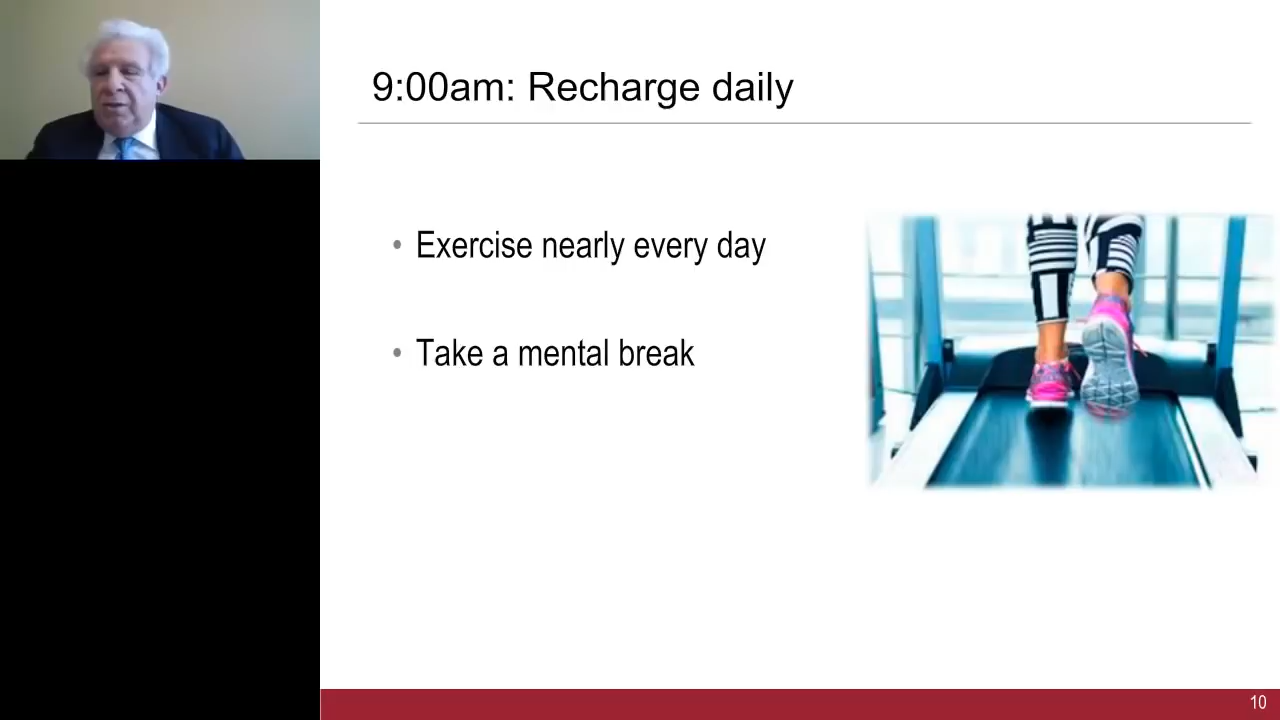 9:00am: Recharge daily
• Exercise nearly every day
• Take a mental break
10